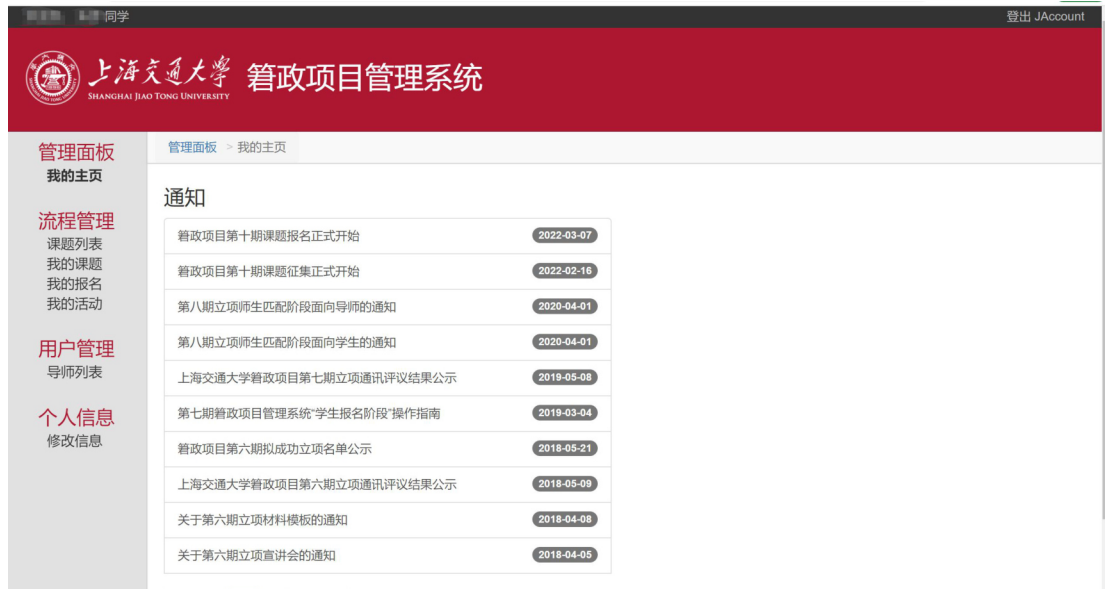 同学
登出 JAccount
上海交通大學
SHANGHAI JIAO TONG UNIVERSITY
箬政项目管理系统
管理面板
我的主页
流程管理
课题列表
我的课题
我的报名
我的活动
用户管理
导师列表
个人信息
修改信息
管理面板 > 我的主页
通知
箬政项目第十期课题报名正式开始 2022-03-07
箬政项目第十期课题征集正式开始 2022-02-16
第八期立项师生匹配阶段面向导师的通知 2020-04-01
第八期立项师生匹配阶段面向学生的通知 2020-04-01
上海交通大学箬政项目第七期立项通讯评议结果公示 2019-05-08
第七期箬政项目管理系统“学生报名阶段”操作指南 2019-03-04
箬政项目第六期拟成功立项名单公示 2018-05-21
上海交通大学箬政项目第六期立项通讯评议结果公示 2018-05-09
关于第六期立项材料模板的通知 2018-04-08
关于第六期立项宣讲会的通知 2018-04-05